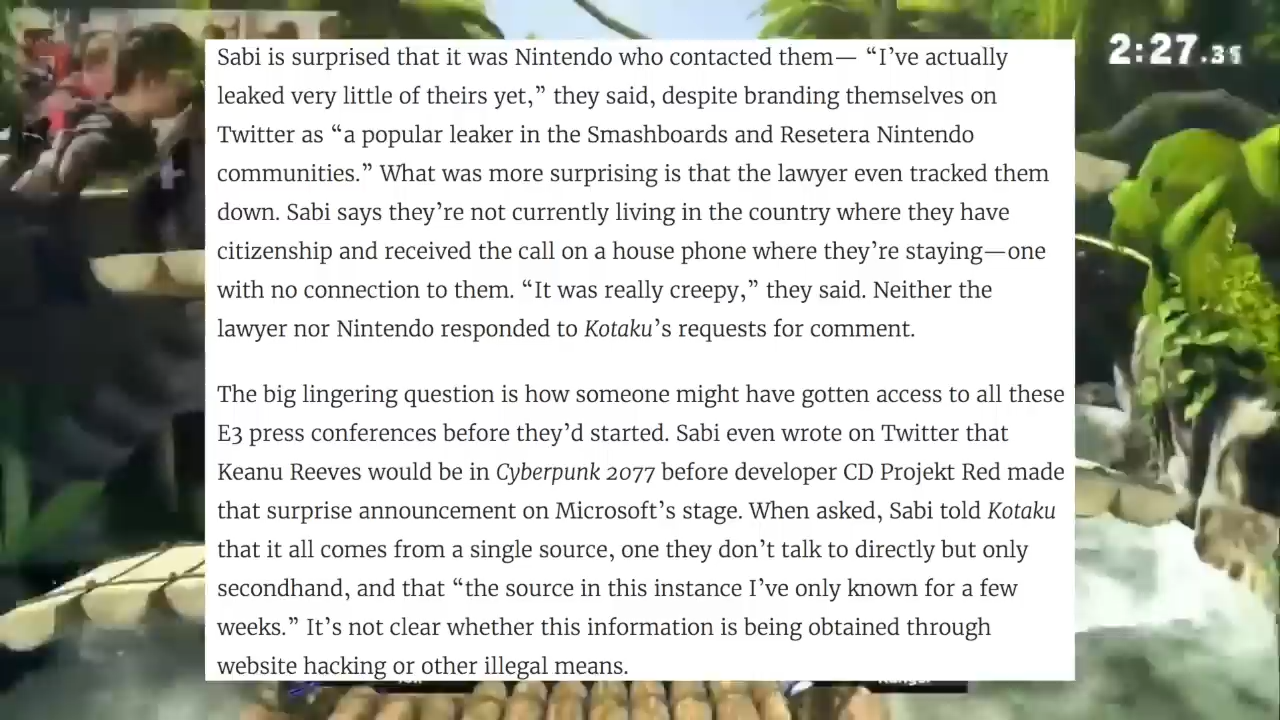 2:27
Sabi is surprised that it was Nintendo who contacted them— “I’ve actually
leaked very little of theirs yet,” they said, despite branding themselves on
Twitter as “a popular leaker in the Smashboards and Resetera Nintendo
communities.” What was more surprising is that the lawyer even tracked them
down. Sabi says they’re not currently living in the country where they have
citizenship and received the call on a house phone where they’re staying—one
with no connection to them. “It was really creepy,” they said. Neither the
lawyer nor Nintendo responded to Kotaku’s requests for comment.
The big lingering question is how someone might have gotten access to all these
E3 press conferences before they’d started. Sabi even wrote on Twitter that
Keanu Reeves would be in Cyberpunk 2077 before developer CD Projekt Red made
that surprise announcement on Microsoft’s stage. When asked, Sabi told Kotaku
that it all comes from a single source, one they don’t talk to directly but only
secondhand, and that “the source in this instance I’ve only known for a few
weeks.” It’s not clear whether this information is being obtained through
website hacking or other illegal means.